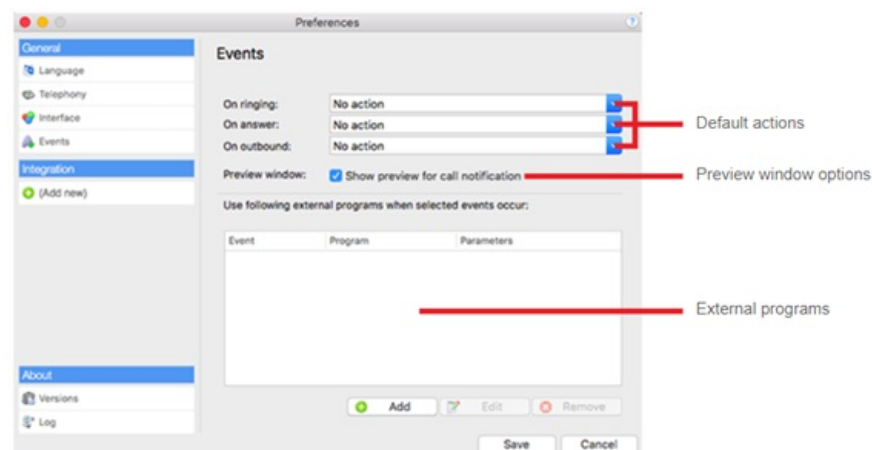 Preferences
?
General
Language
Telephony
Interface
Events
Integration
(Add new)
About
Versions
Log
Events
On ringing: No action
On answer: No action
On outbound: No action
Preview window: Show preview for call notification
Use following external programs when selected events occur:
Event Program Parameters
Add Edit Remove
Save Cancel
Default actions
Preview window options
External programs